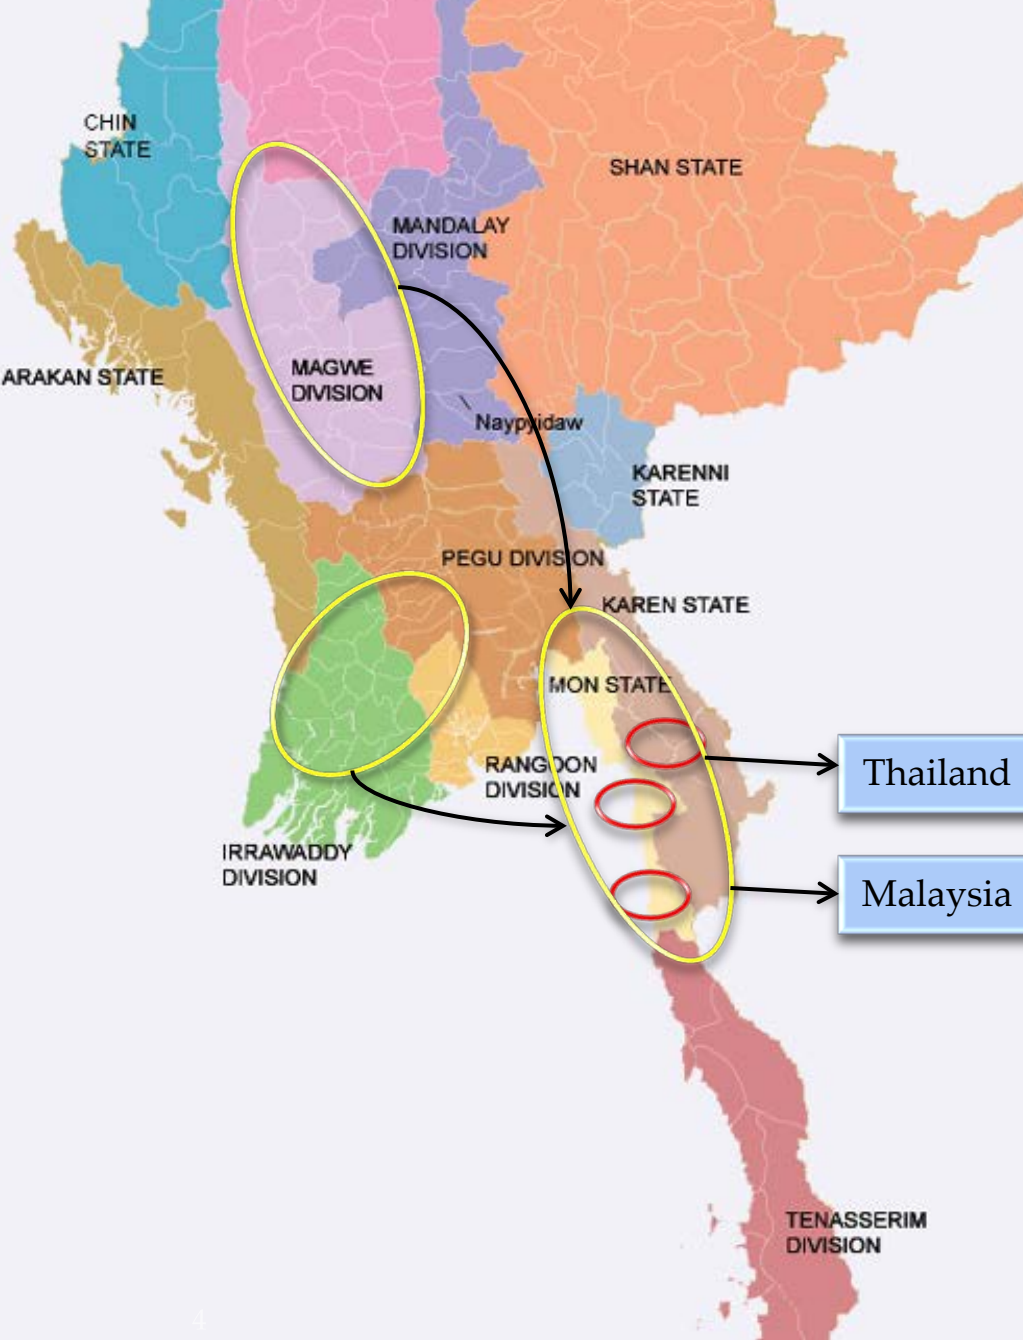 CHIN
STATE
SHAN STATE
MANDALAY
DIVISION
ARAKAN STATE
MAGWE
DIVISION
Naypyidaw
KARENNI
STATE
PEGU DIVISION
KAREN STATE
MON STATE
RANGOON
DIVISION
Thailand
IRRAWADDY
DIVISION
Malaysia
TENASSERIM
DIVISION
4